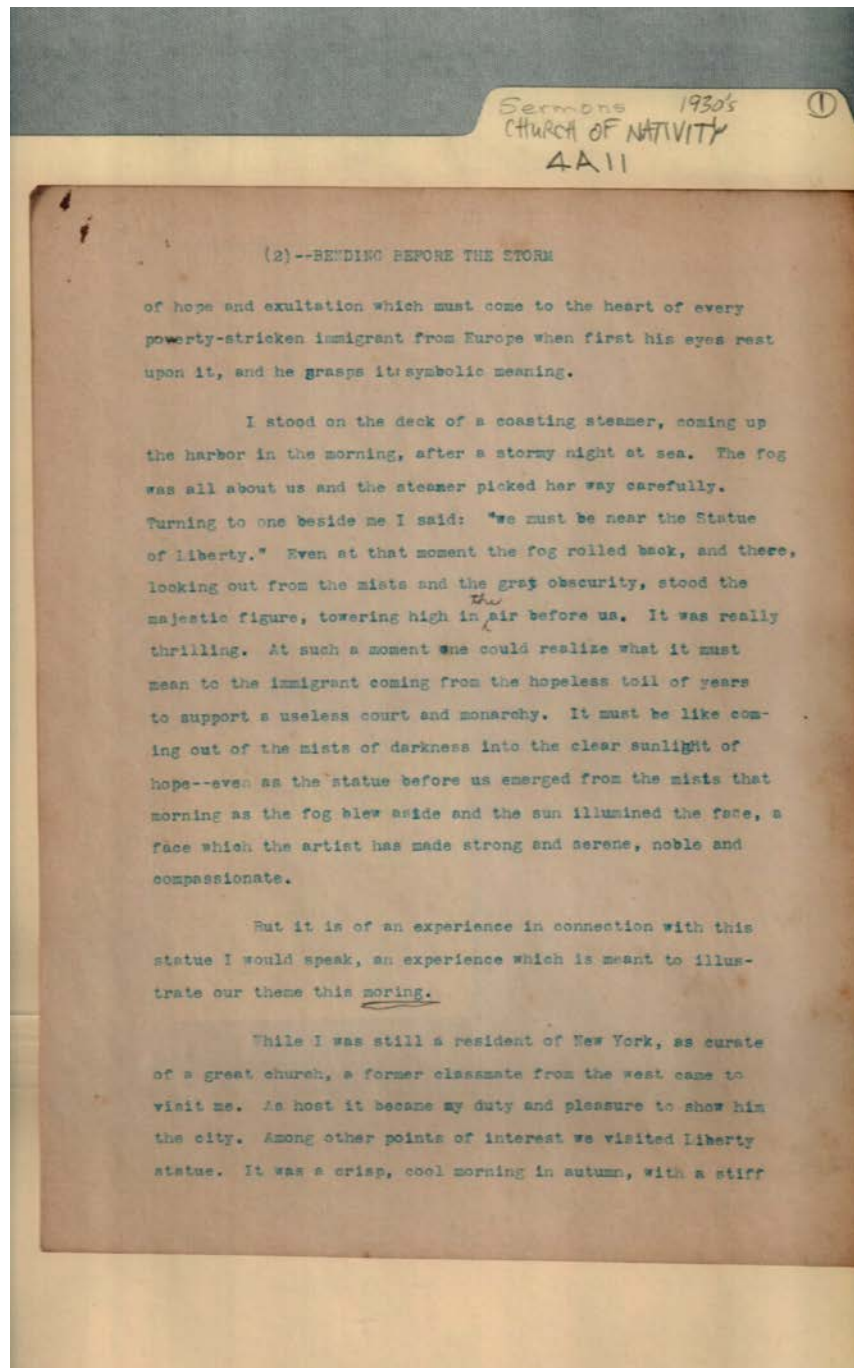 Sermons 1930's ①
CHURCH OF NATIVITY
4A11
(2)--BENDING BEFORE THE STORM
of hope and exultation which must come to the heart of every
poverty-stricken immigrant from Europe when first his eyes rest
upon it, and he grasps its symbolic meaning.
I stood on the deck of a coasting steamer, coming up
the harbor in the morning, after a stormy night at sea. The fog
was all about us and the steamer picked her way carefully.
Turning to one beside me I said: "we must be near the Statue
of Liberty." Even at that moment the fog rolled back, and there,
looking out from the mists and the gray obscurity, stood the
the
majestic figure, towering high in air before us. It was really
thrilling. At such a moment one could realize what it must
mean to the immigrant coming from the hopeless toil of years
to support a useless court and monarchy. It must be like com-
ing out of the mists of darkness into the clear sunlight of
hope--even as the statue before us emerged from the mists that
morning as the fog blew aside and the sun illumined the face, a
face which the artist has made strong and serene, noble and
compassionate.
But it is of an experience in connection with this
statue I would speak, an experience which is meant to illus-
trate our theme this moring.
While I was still a resident of New York, as curate
of a great church, a former classmate from the west came to
visit me. As host it became my duty and pleasure to show him
the city. Among other points of interest we visited Liberty
statue. It was a crisp, cool morning in autumn, with a stiff